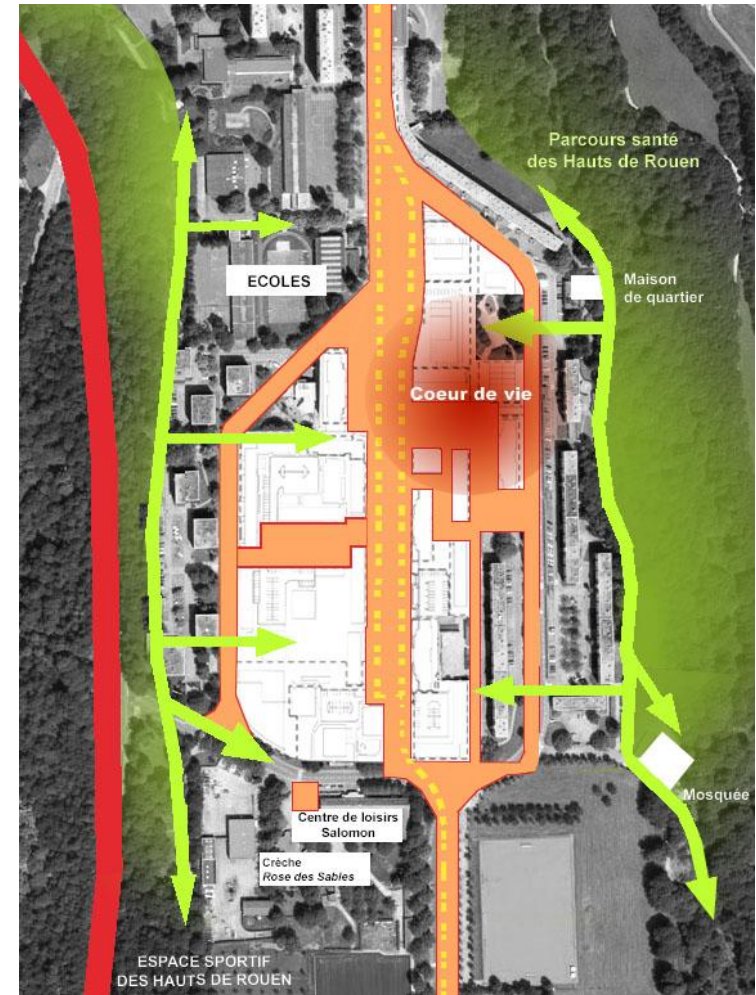 Parcours santé
des Hauts de Rouen
ECOLES
Maison
de quartier
Coeur de vie
Mosquée
Centre de loisirs
Salomon
Crèche
Rose des Sables
ESPACE SPORTIF
DES HAUTS DE ROUEN